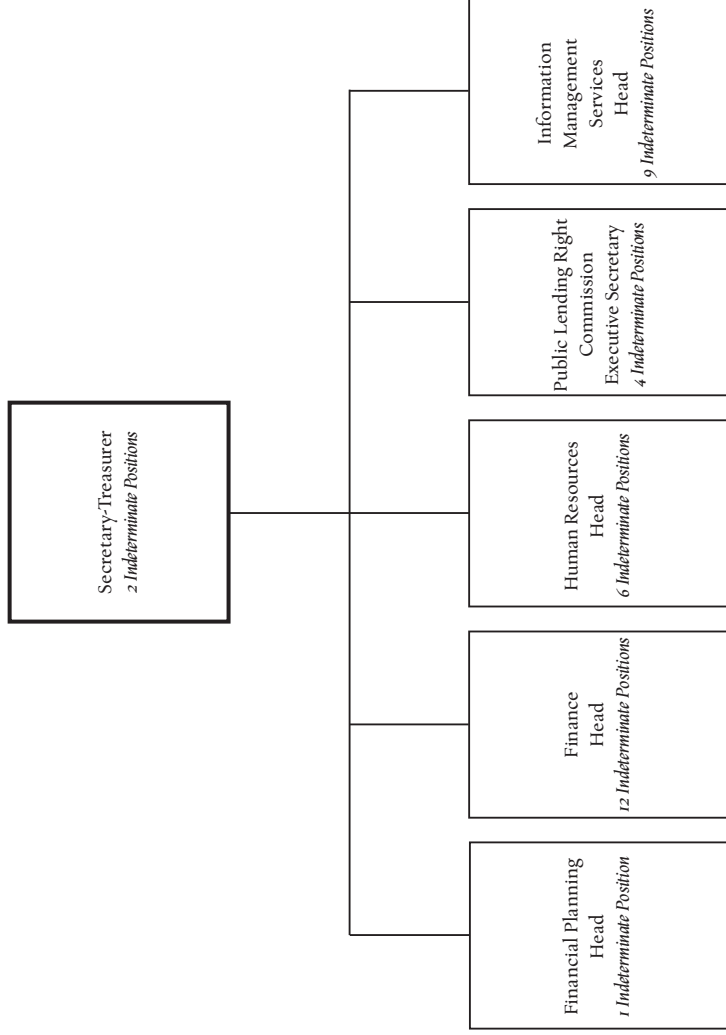 Secretary-Treasurer
2 Indeterminate Positions
Financial Planning
Head
1 Indeterminate Position
Finance
Head
12 Indeterminate Positions
Human Resources
Head
6 Indeterminate Positions
Public Lending Right
Commission
Executive Secretary
4 Indeterminate Positions
Information
Management
Services
Head
9 Indeterminate Positions